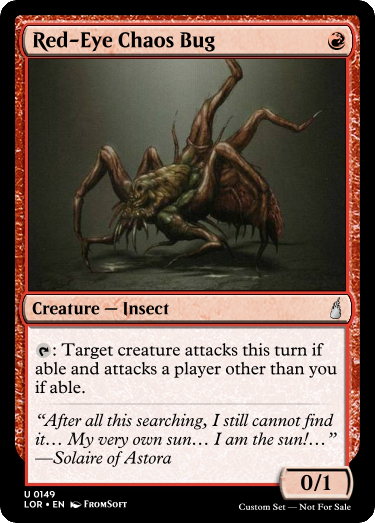 Red-Eye Chaos Bug
Creature — Insect
: Target creature attacks this turn if
able and attacks a player other than you
if able.
“After all this searching, I still cannot find
it… My very own sun… I am the sun!…”
—Solaire of Astora
0/1
U 0149
LOR • EN FromSoft
Custom Set — Not For Sale